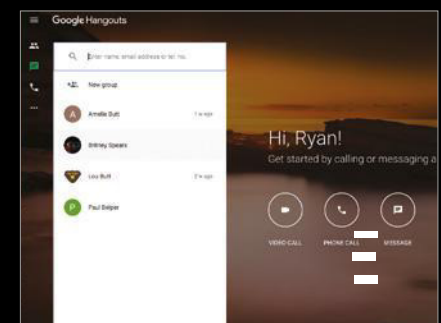 Google Hangouts
Enter name, email address or tel. no.
New group
A Amelie Butt 1 w ago
Britney Spears
Lou Butt 2 w ago
P Paul Belper
Hi, Ryan!
Get started by calling or messaging a
VIDEO CALL PHONE CALL MESSAGE